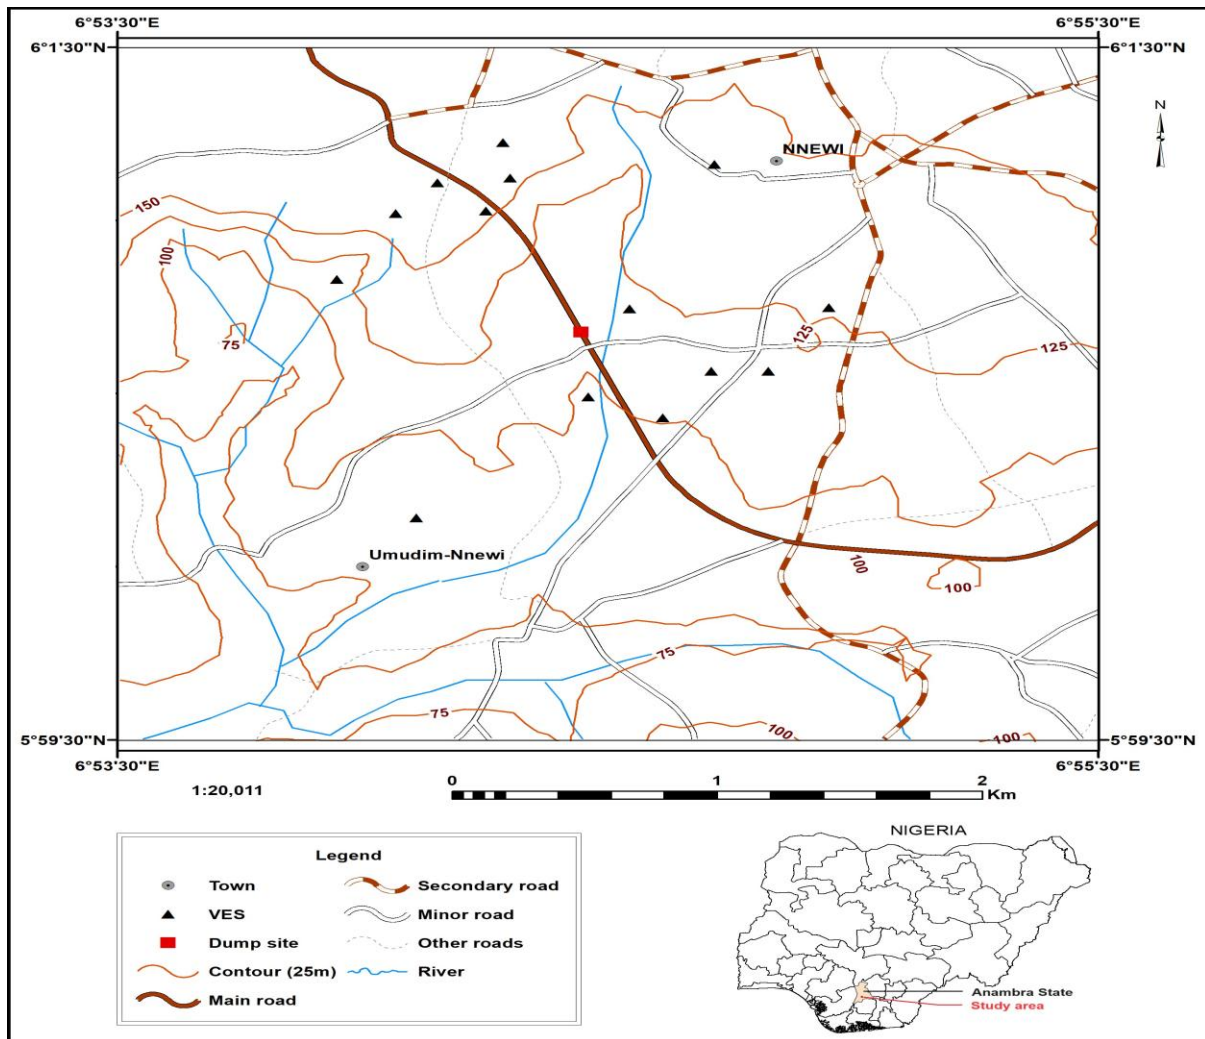 6°53'30"E
6°55'30"E
6°1'30"N
6°1'30"N
N
NNEWI
150
100
75
125
125
Umudim-Nnewi
100
100
75
75
100
100
5°59'30"N
5°59'30"N
6°53'30"E
6°55'30"E
1:20,011
0 1 2
Km
NIGERIA
Legend
Town
Secondary road
VES
Minor road
Dump site
Other roads
Contour (25m)
River
Main road
Anambra State
Study area